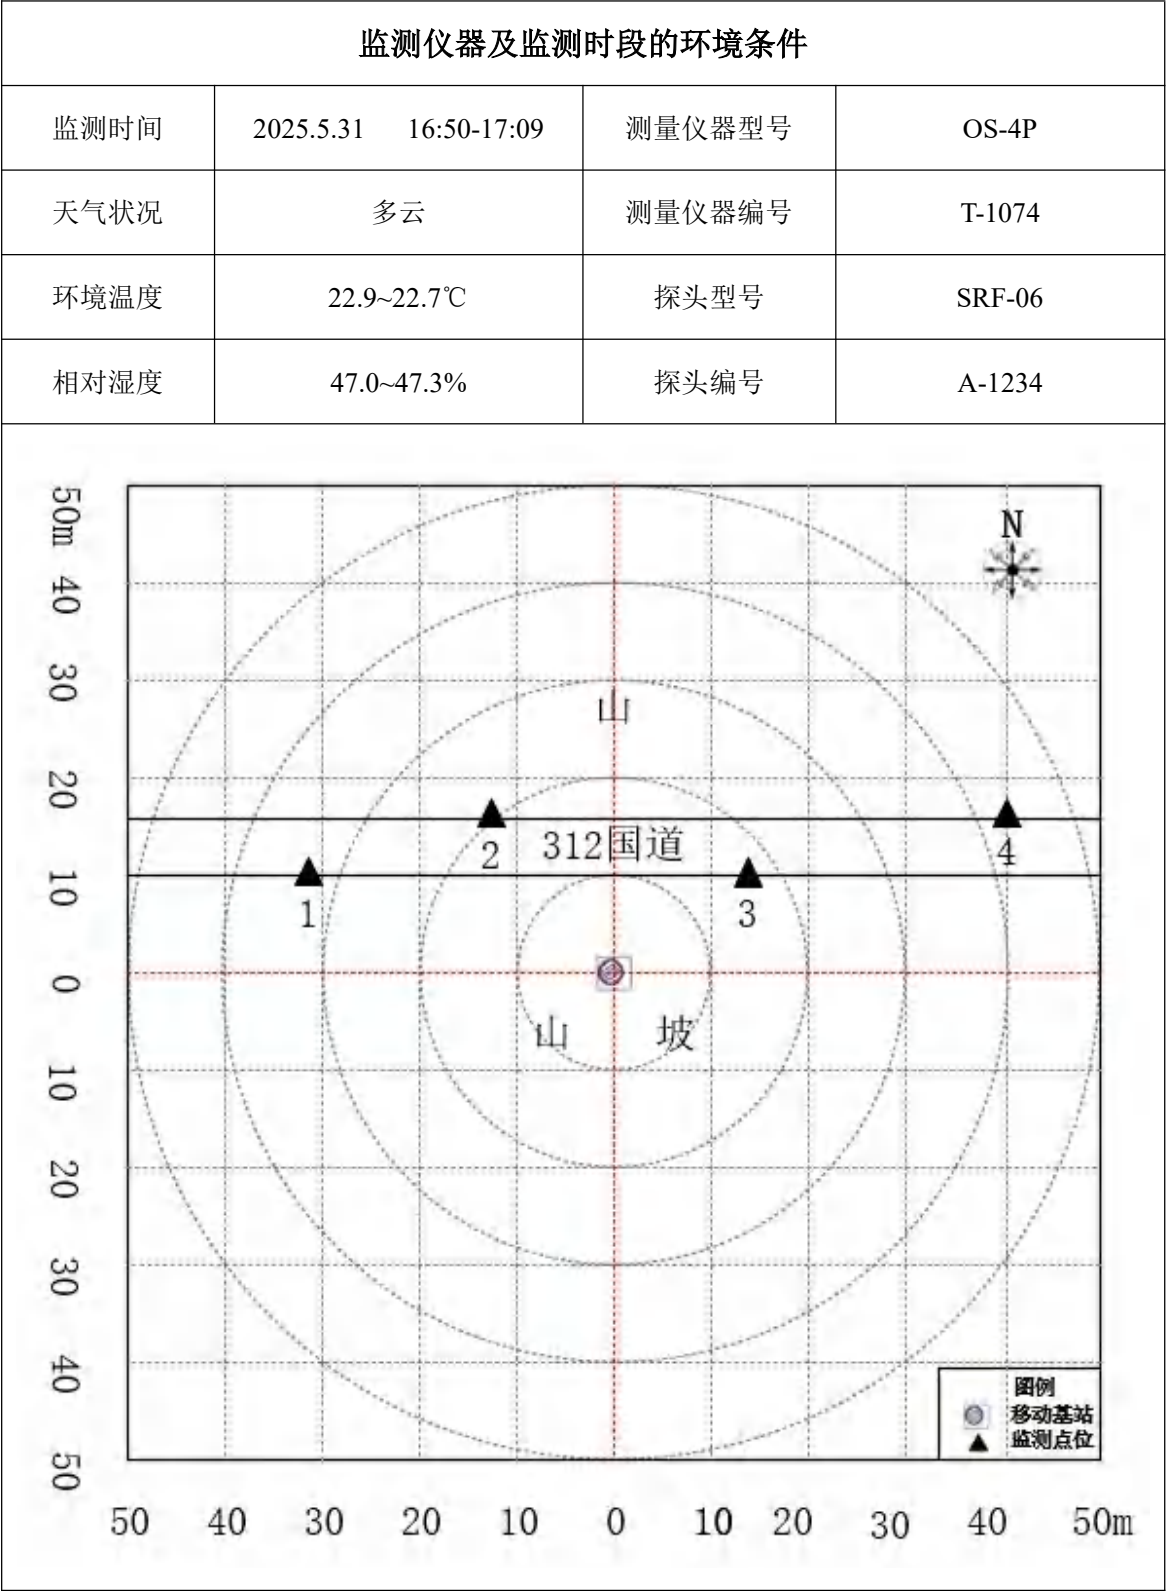 监测仪器及监测时段的环境条件
监测时间 2025.5.31 16:50-17:09 测量仪器型号 OS-4P
天气状况 多云 测量仪器编号 T-1074
环境温度 22.9~22.7℃ 探头型号 SRF-06
相对湿度 47.0~47.3% 探头编号 A-1234
50m
N
40
30
山
20
312国道
2
4
10
1
3
0
山 坡
10
20
30
40
图例
移动基站
监测点位
50
50 40 30 20 10 0 10 20 30 40 50m